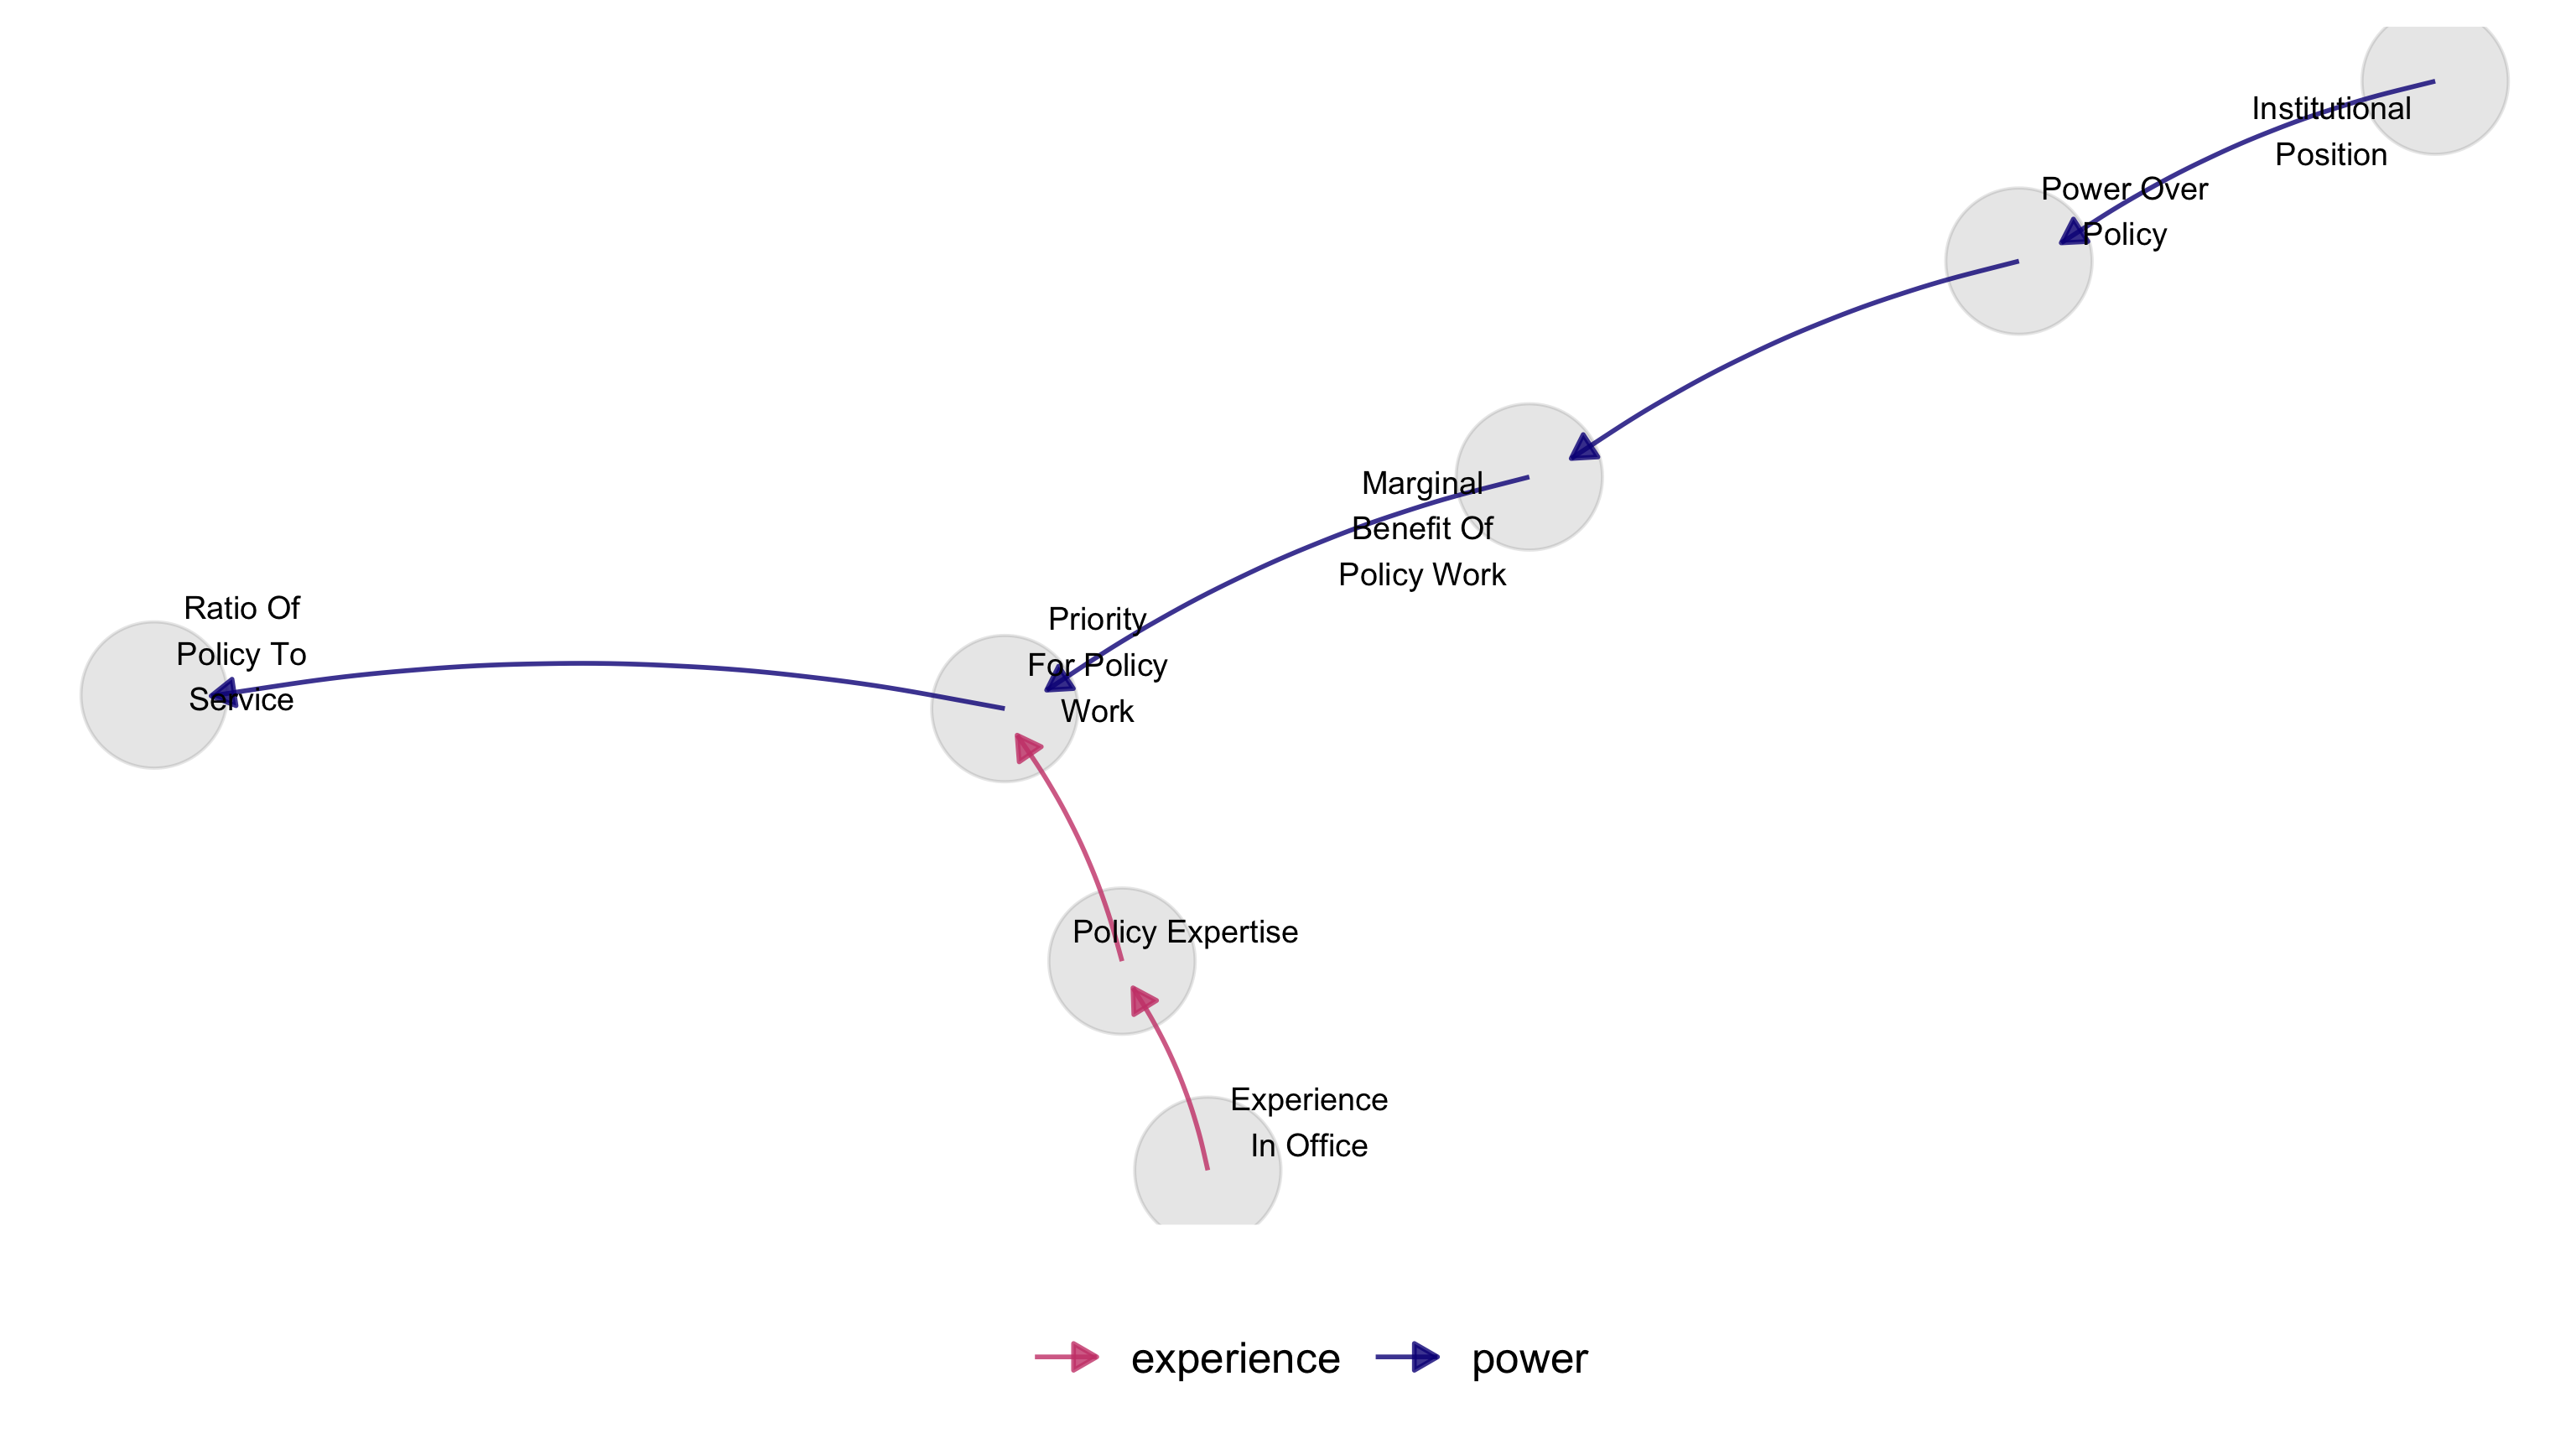 Institutional
Position
Power Over
Policy
Marginal
Benefit Of
Policy Work
Ratio Of
Policy To
Service
Priority
For Policy
Work
Policy Expertise
Experience
In Office
experience
power